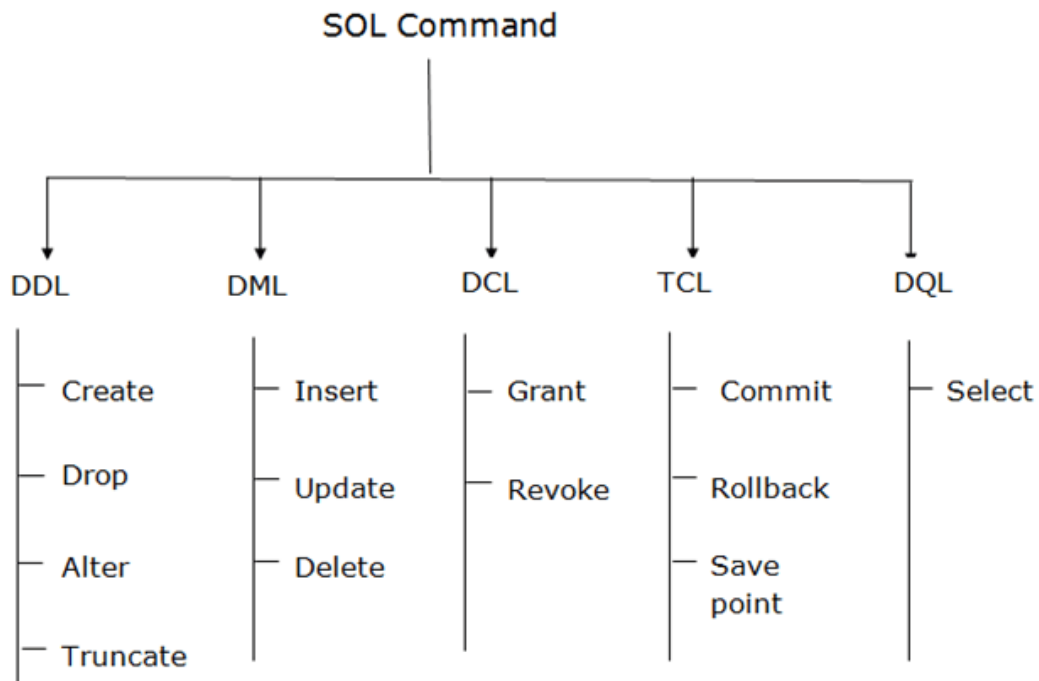 SOL Command
DDL
DML
DCL
TCL
DQL
Create
Drop
Alter
Truncate
Insert
Update
Delete
Grant
Revoke
Commit
Rollback
Save
point
Select